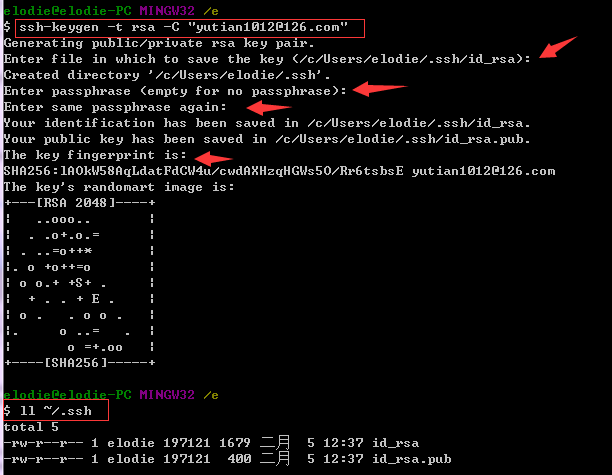 elodie@elodie-PC MINGW32 /e
$ ssh-keygen -t rsa -C "yutian1012@126.com"
Generating public/private rsa key pair.
Enter file in which to save the key (/c/Users/elodie/.ssh/id_rsa):
Created directory '/c/Users/elodie/.ssh'.
Enter passphrase (empty for no passphrase):
Enter same passphrase again:
Your identification has been saved in /c/Users/elodie/.ssh/id_rsa.
Your public key has been saved in /c/Users/elodie/.ssh/id_rsa.pub.
The key fingerprint is:
SHA256:lAOkW58AqLdatFdCW4u/cwdAXHzqHGWs5O/Rr6tsbsE yutian1012@126.com
The key's randomart image is:
+---[RSA 2048]----+
|   ..ooo..       |
|  . .o+.o.=      |
| . ..=o++*       |
|. o +o++=o       |
| o o.+ +S+ .     |
|  + . . + E .    |
| o .   . o o .   |
|.     o ..=   .  |
|       o =+.oo   |
+----[SHA256]-----+
elodie@elodie-PC MINGW32 /e
$ ll ~/.ssh
total 5
-rw-r--r-- 1 elodie 197121 1679 二月  5 12:37 id_rsa
-rw-r--r-- 1 elodie 197121  400 二月  5 12:37 id_rsa.pub